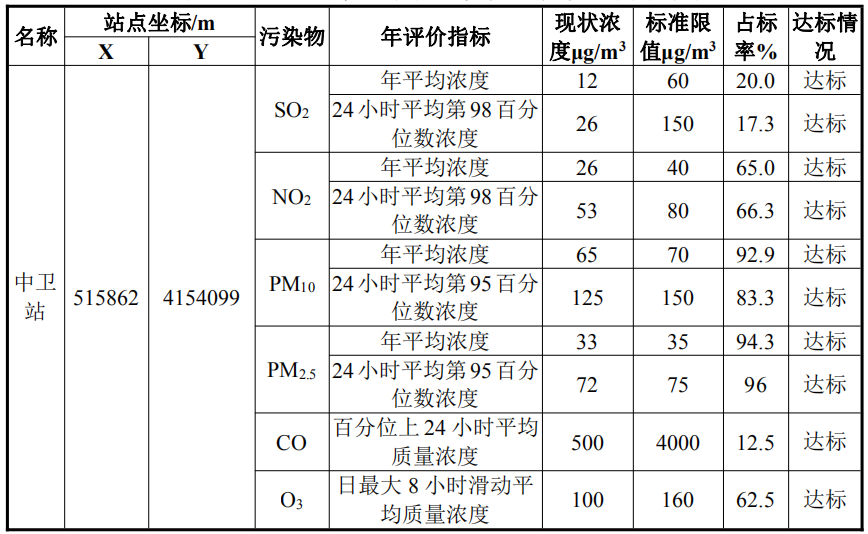 名称 站点坐标/m 污染物 年评价指标 现状浓度μg/m³ 标准限值μg/m³ 占标率% 达标情况
X Y
中卫站 515862 4154099 SO₂ 年平均浓度 12 60 20.0 达标
24 小时平均第 98 百分位数浓度 26 150 17.3 达标
NO₂ 年平均浓度 26 40 65.0 达标
24 小时平均第 98 百分位数浓度 53 80 66.3 达标
PM₁₀ 年平均浓度 65 70 92.9 达标
24 小时平均第 95 百分位数浓度 125 150 83.3 达标
PM₂.₅ 年平均浓度 33 35 94.3 达标
24 小时平均第 95 百分位数浓度 72 75 96 达标
CO 百分位上 24 小时平均质量浓度 500 4000 12.5 达标
O₃ 日最大 8 小时滑动平均质量浓度 100 160 62.5 达标